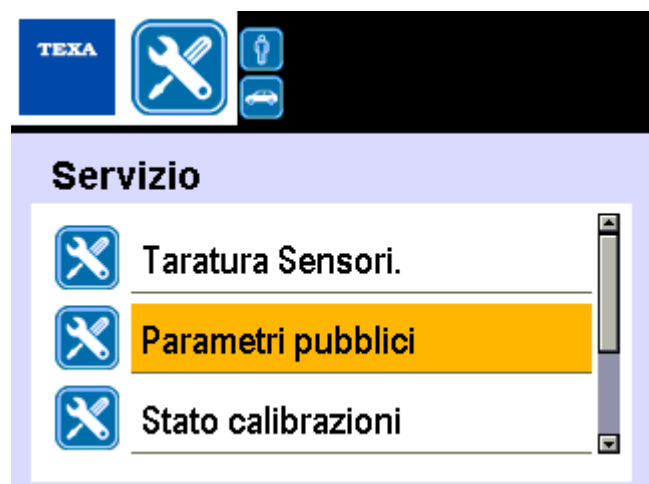 TEXA
Servizio
Taratura Sensori.
Parametri pubblici
Stato calibrazioni